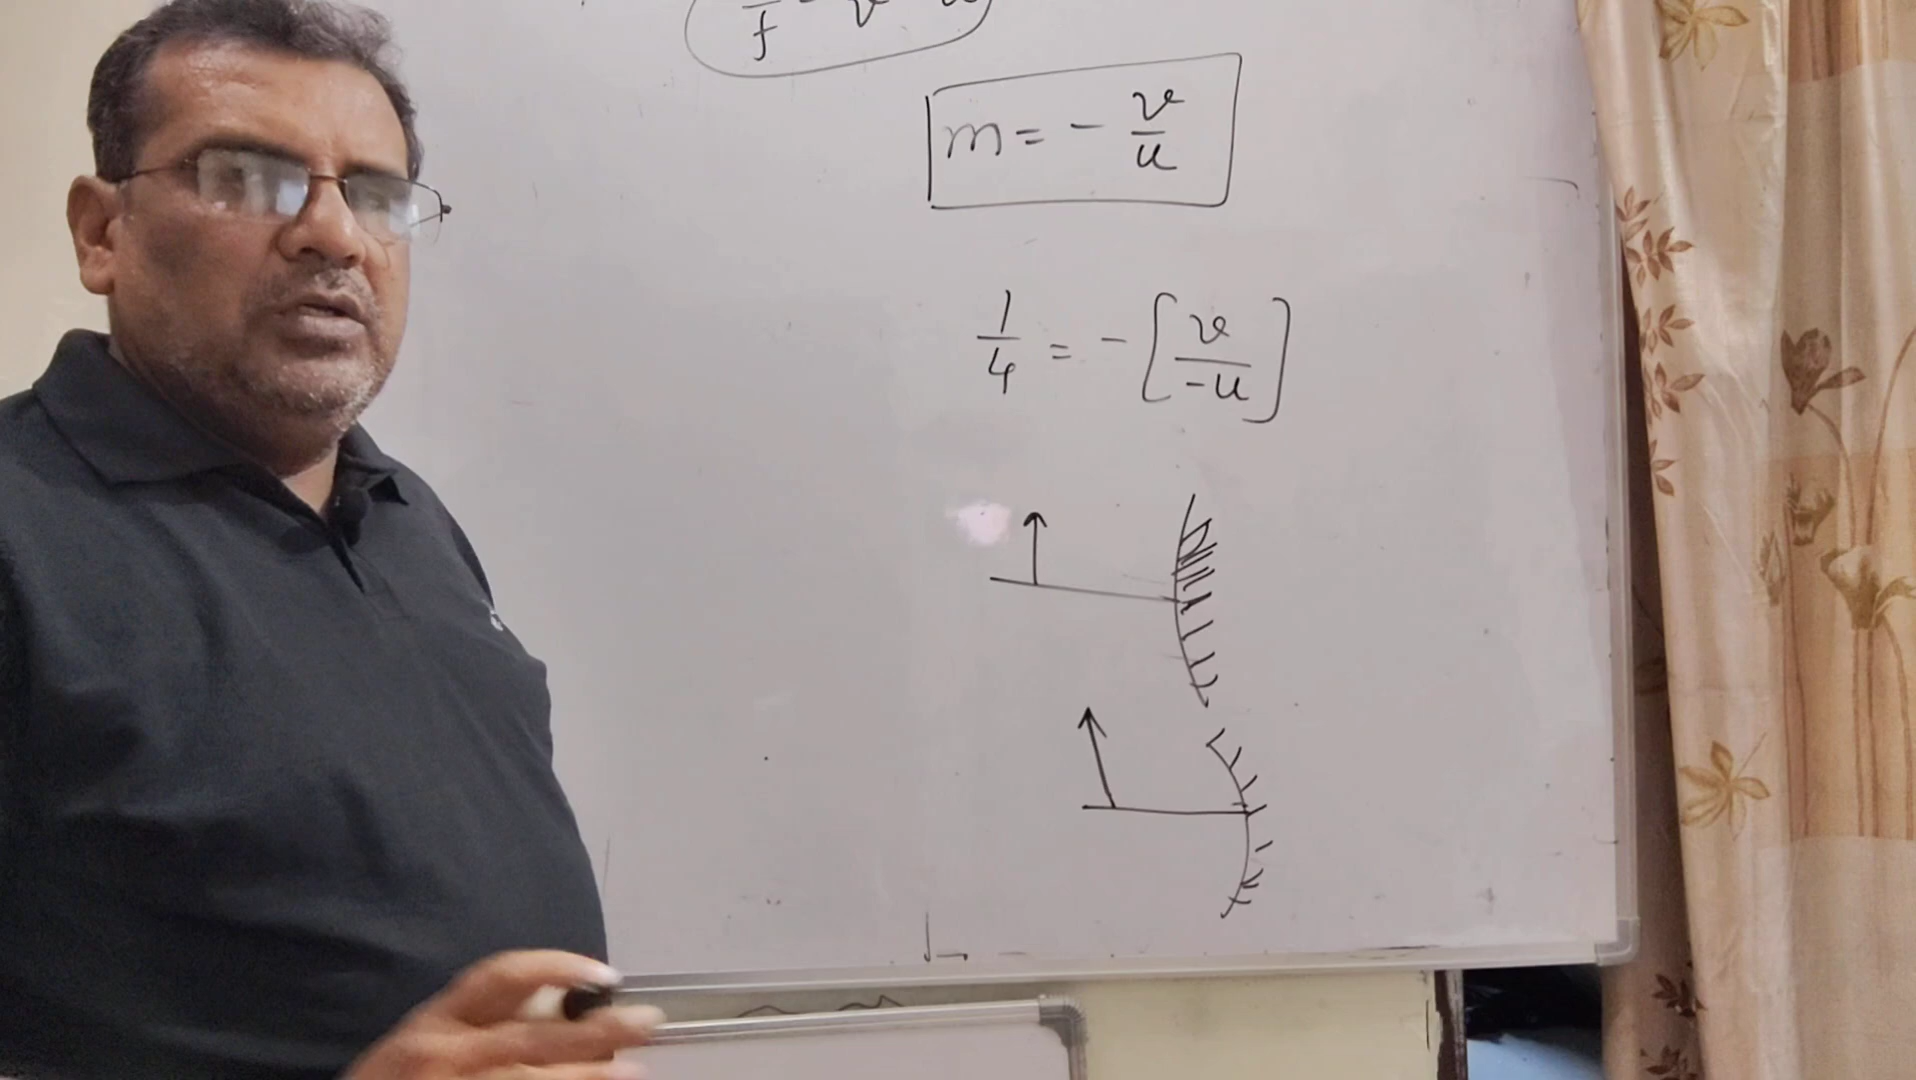 f
m = - v/u
1/4 = - [v/-u]